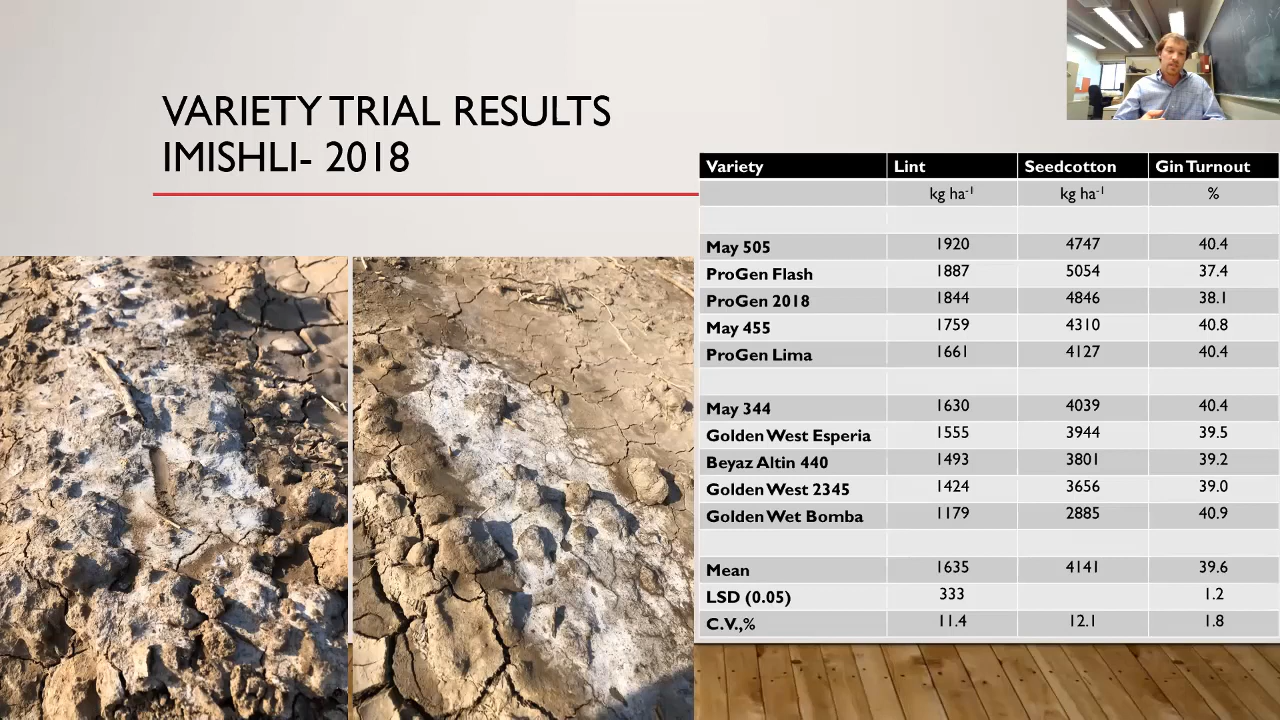 VARIETY TRIAL RESULTS
IMISHLI- 2018
Variety Lint Seedcotton Gin Turnout
kg ha-1 kg ha-1 %
May 505 1920 4747 40.4
ProGen Flash 1887 5054 37.4
ProGen 2018 1844 4846 38.1
May 455 1759 4310 40.8
ProGen Lima 1661 4127 40.4
May 344 1630 4039 40.4
Golden West Esperia 1555 3944 39.5
Beyaz Altin 440 1493 3801 39.2
Golden West 2345 1424 3656 39.0
Golden Wet Bomba 1179 2885 40.9
Mean 1635 4141 39.6
LSD (0.05) 333 1.2
C.V.,% 11.4 12.1 1.8